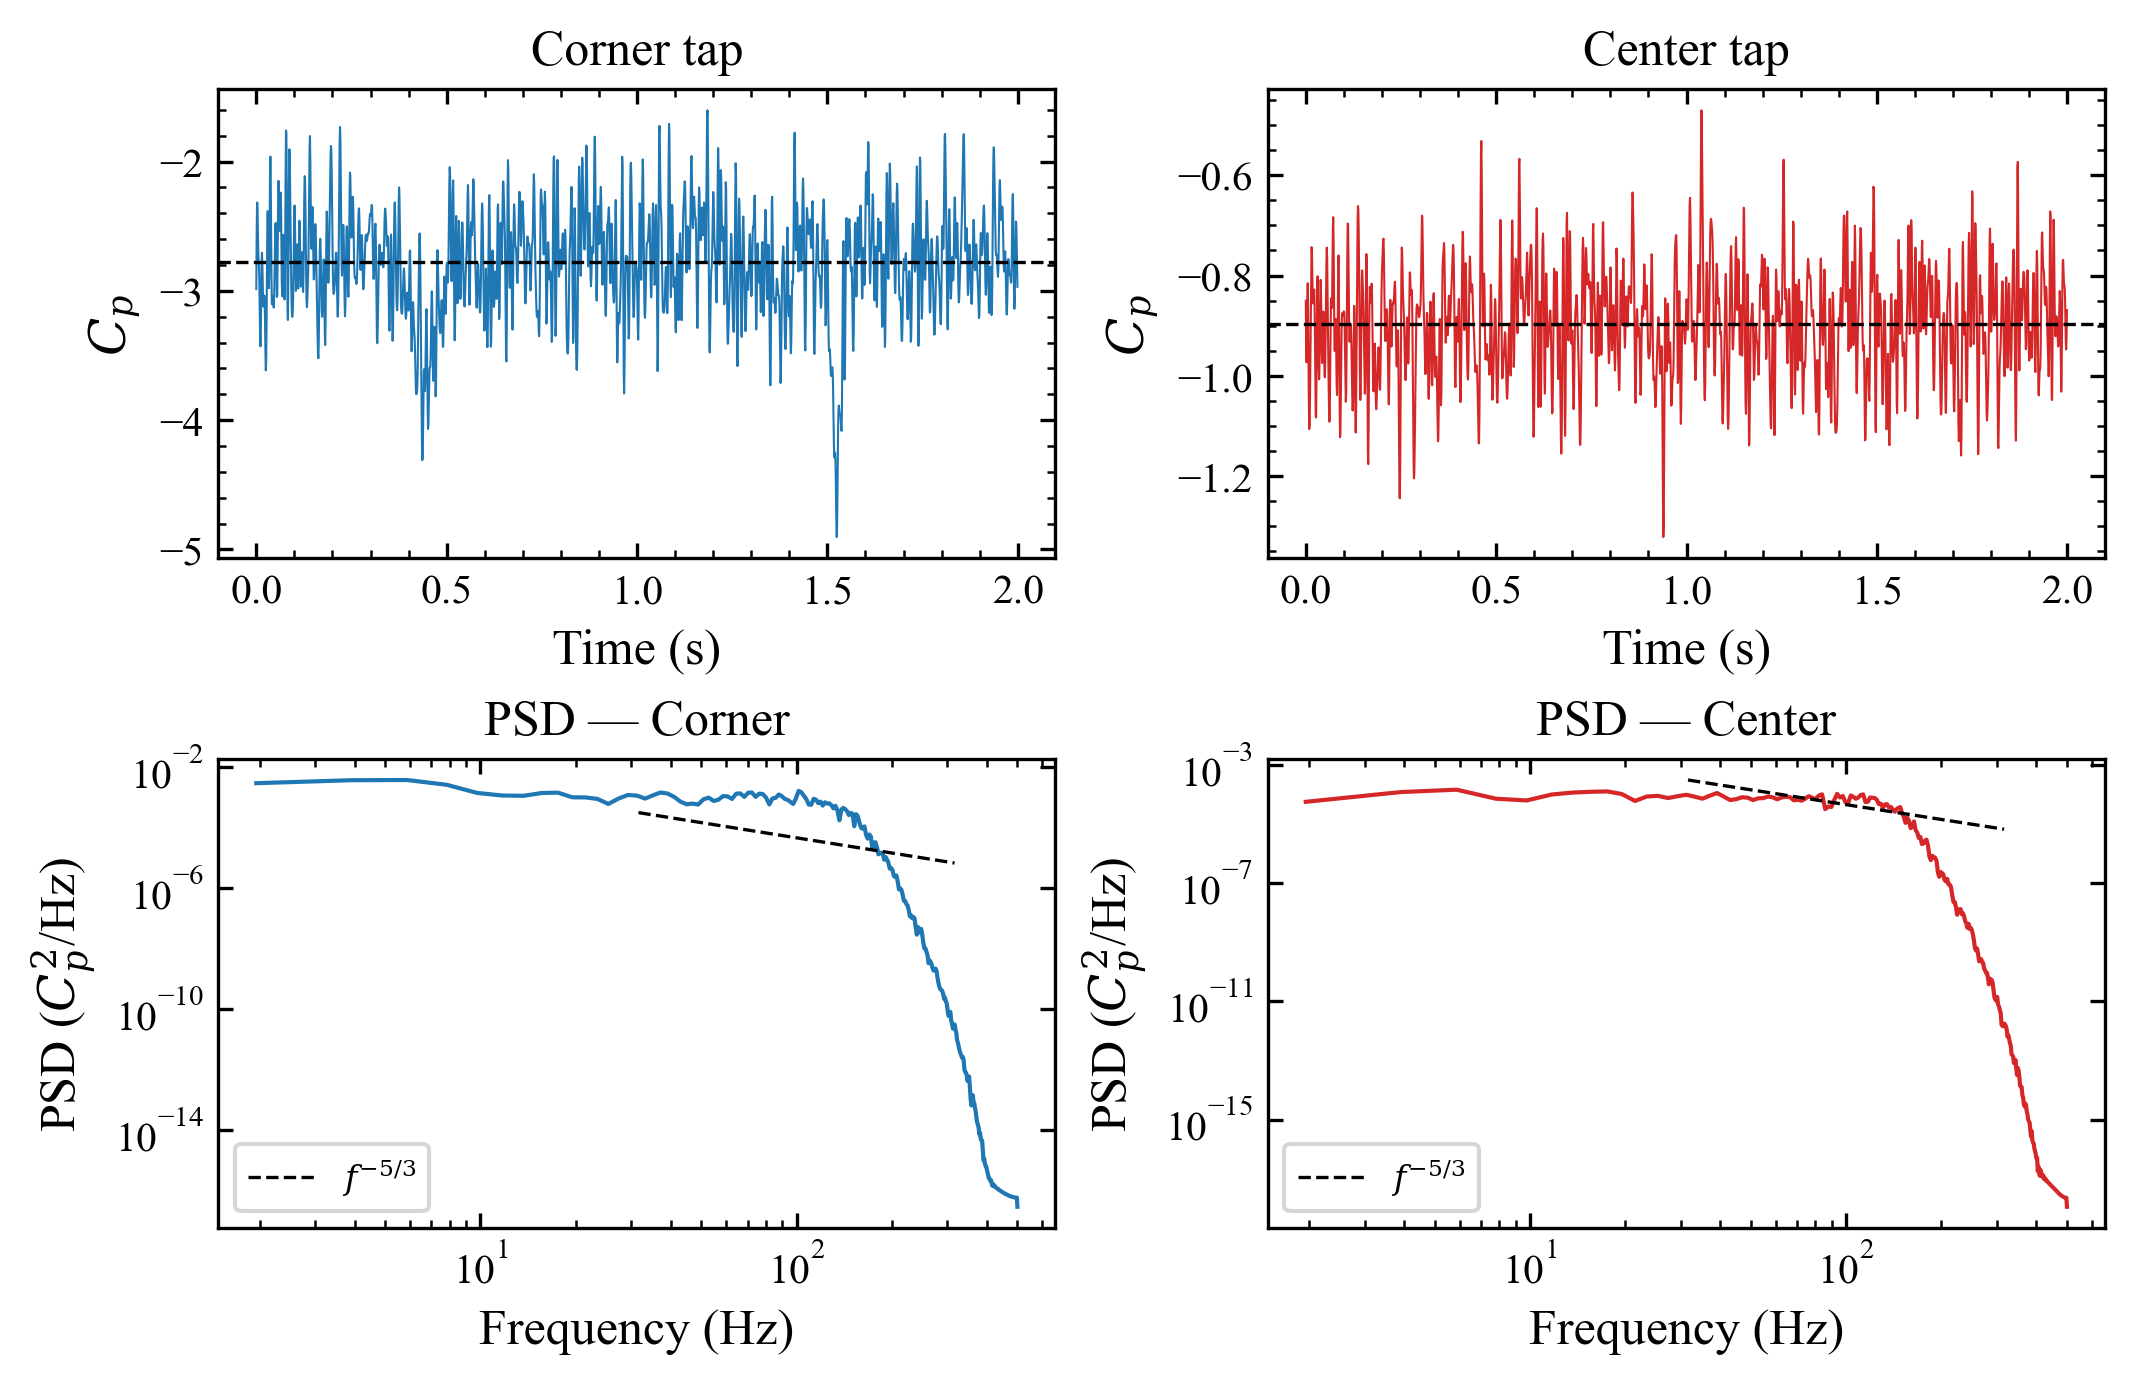 Corner tap
C_p
−2
−3
−4
−5
0.0 0.5 1.0 1.5 2.0
Time (s)
Center tap
C_p
−0.6
−0.8
−1.0
−1.2
0.0 0.5 1.0 1.5 2.0
Time (s)
PSD — Corner
PSD (C_p^2/Hz)
10^−2
10^−6
10^−10
10^−14
f^−5/3
10^1 10^2
Frequency (Hz)
PSD — Center
PSD (C_p^2/Hz)
10^−3
10^−7
10^−11
10^−15
f^−5/3
10^1 10^2
Frequency (Hz)